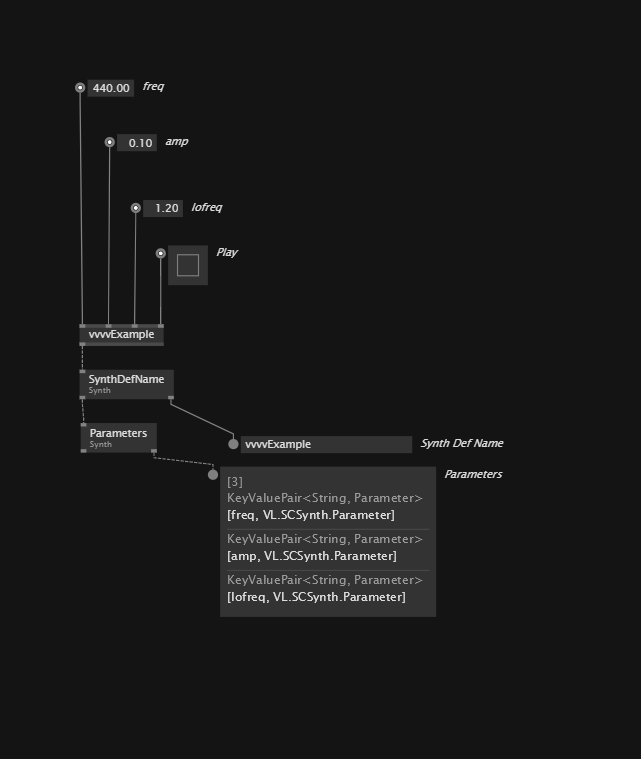 440.00 freq
0.10 amp
1.20 lofreq
Play
vvvvExample
SynthDefName
Synth
Parameters
Synth
vvvvExample Synth Def Name
Parameters
[3]
KeyValuePair<String, Parameter>
[freq, VL.SCSynth.Parameter]
KeyValuePair<String, Parameter>
[amp, VL.SCSynth.Parameter]
KeyValuePair<String, Parameter>
[lofreq, VL.SCSynth.Parameter]